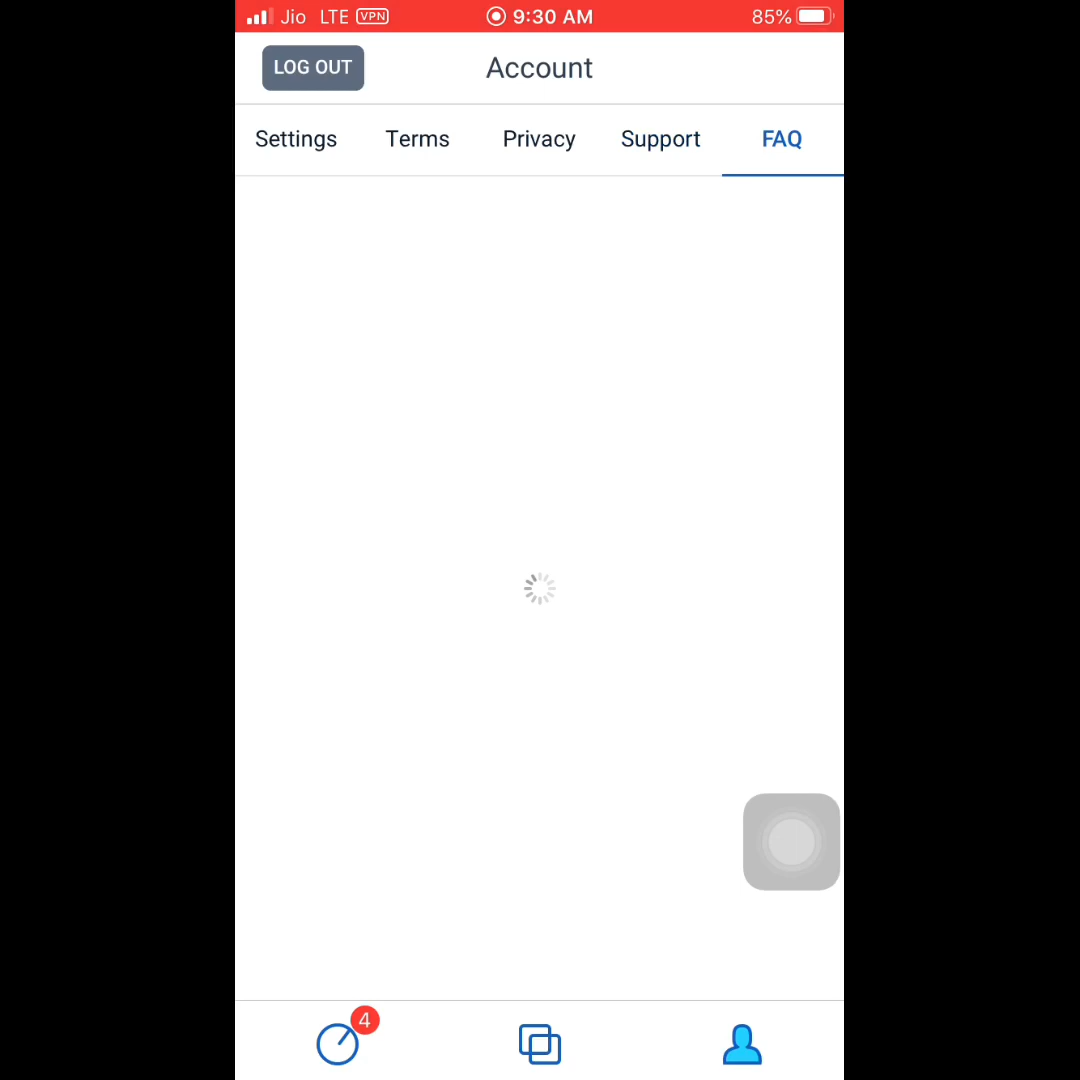 Jio LTE VPN 9:30 AM 85%
LOG OUT Account
Settings Terms Privacy Support FAQ
4